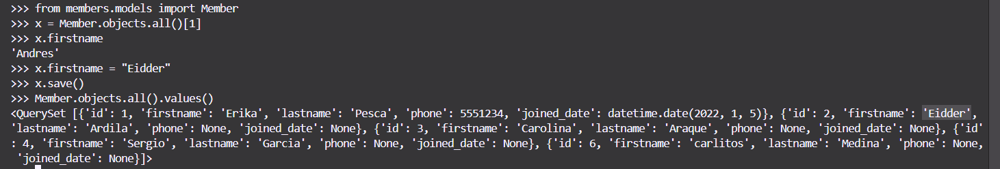 >>> from members.models import Member
>>> x = Member.objects.all()[1]
>>> x.firstname
'Andres'
>>> x.firstname = "Eidder"
>>> x.save()
>>> Member.objects.all().values()
<QuerySet [{'id': 1, 'firstname': 'Erika', 'lastname': 'Pesca', 'phone': 5551234, 'joined_date': datetime.date(2022, 1, 5)}, {'id': 2, 'firstname': 'Eidder',
'lastname': 'Ardila', 'phone': None, 'joined_date': None}, {'id': 3, 'firstname': 'Carolina', 'lastname': 'Araque', 'phone': None, 'joined_date': None}, {'id'
: 4, 'firstname': 'Sergio', 'lastname': 'Garcia', 'phone': None, 'joined_date': None}, {'id': 6, 'firstname': 'carlitos', 'lastname': 'Medina', 'phone': None,
'joined_date': None}]>